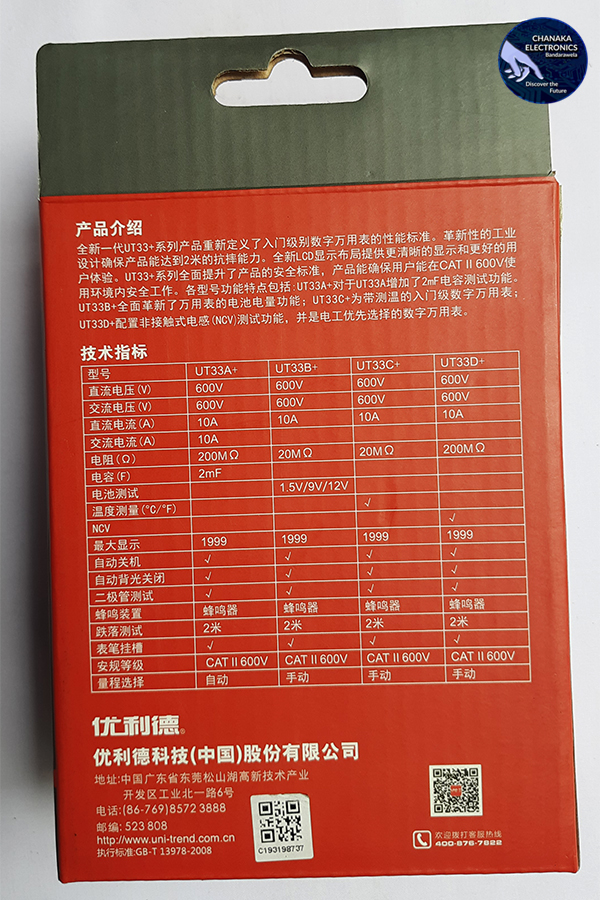 CHANAKA
ELECTRONICS
Bandarawela
Discover the
Future
产品介绍
全新一代UT33+系列产品重新定义了入门级别数字万用表的性能标准。革新性的工业
设计确保产品能达到2米的抗摔能力。全新LCD显示布局提供更清晰的显示和更好的用
户体验。UT33+系列全面提升了产品的安全标准，产品能确保用户能在CAT II 600V使
用环境内安全工作。各型号功能特点包括:UT33A+对于UT33A增加了2mF电容测试功能。
UT33B+全面革新了万用表的电池电量功能；UT33C+为带测温的入门级数字万用表；
UT33D+配置非接触式电感(NCV)测试功能，并是电工优先选择的数字万用表。
技术指标
型号 UT33A+ UT33B+ UT33C+ UT33D+
直流电压(V) 600V 600V 600V 600V
交流电压(V) 600V 600V 600V 600V
直流电流(A) 10A 10A 10A 10A
交流电流(A) 10A
电阻(Ω) 200MΩ 20MΩ 20MΩ 200MΩ
电容(F) 2mF
电池测试 1.5V/9V/12V
温度测量(°C/°F) √
NCV √
最大显示 1999 1999 1999 1999
自动关机 √ √ √ √
自动背光关闭 √ √ √ √
二极管测试 √ √ √ √
蜂鸣装置 蜂鸣器 蜂鸣器 蜂鸣器 蜂鸣器
跌落测试 2米 2米 2米 2米
表笔挂槽 √ √ √ √
安规等级 CAT II 600V CAT II 600V CAT II 600V CAT II 600V
量程选择 自动 手动 手动 手动
优利德
优利德科技(中国)股份有限公司
地址:中国广东省东莞松山湖高新技术产业
开发区工业北一路6号
电话:(86-769)8572 3888
邮编: 523 808
http://www.uni-trend.com.cn
执行标准:GB-T 13978-2008
C193198737
欢迎拨打客服热线
400-876-7822